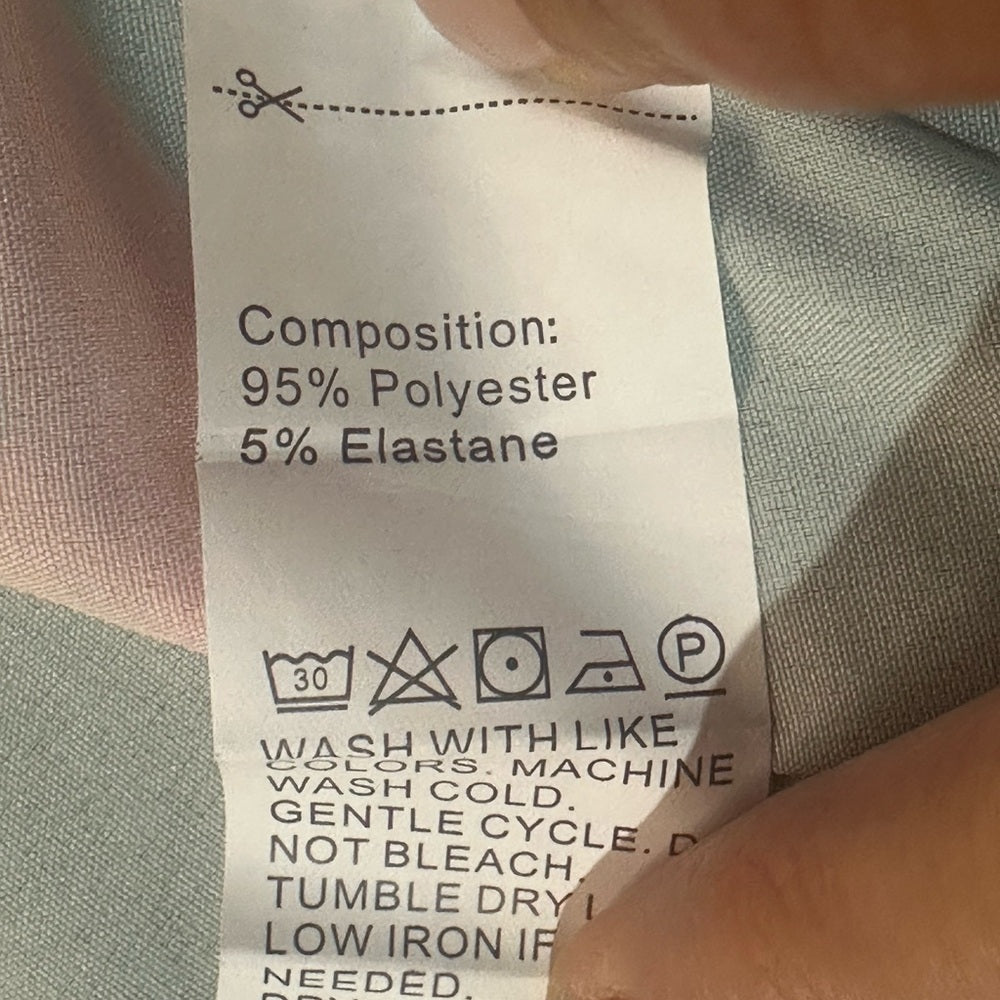 Composition:
95% Polyester
5% Elastane
30 P
WASH WITH LIKE
COLORS. MACHINE
WASH COLD.
GENTLE CYCLE.
NOT BLEACH.
TUMBLE DRY
LOW IRON IF
NEEDED.